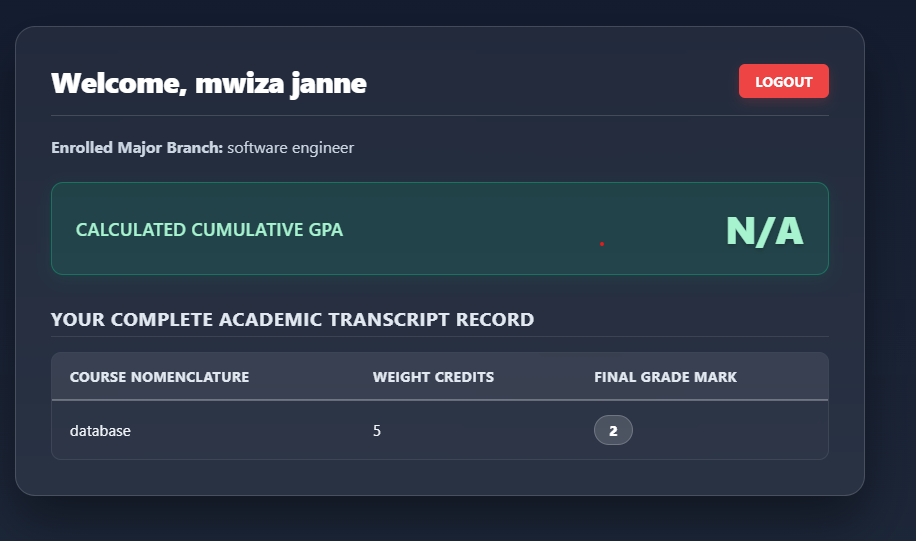 Welcome, mwiza janne
LOGOUT
Enrolled Major Branch: software engineer
CALCULATED CUMULATIVE GPA
N/A
YOUR COMPLETE ACADEMIC TRANSCRIPT RECORD
COURSE NOMENCLATURE WEIGHT CREDITS FINAL GRADE MARK
database 5 2